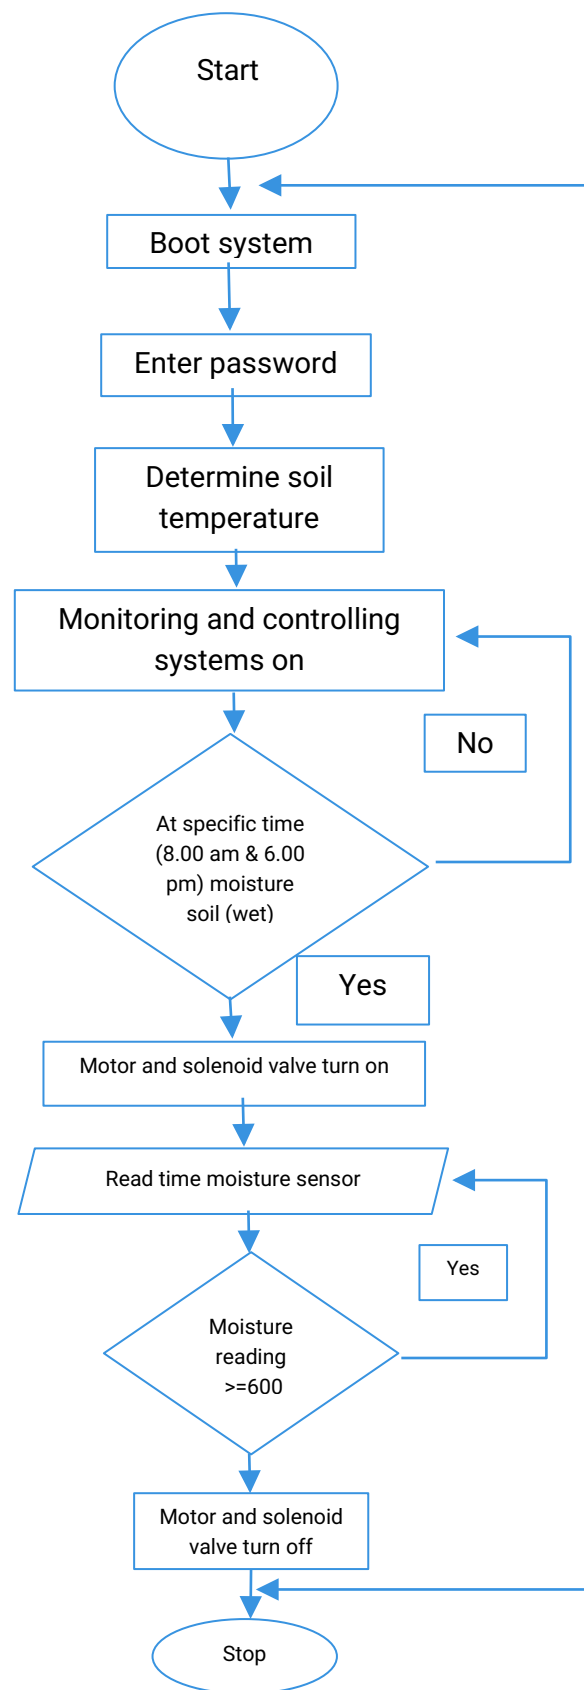 Start
Boot system
Enter password
Determine soil
temperature
Monitoring and controlling
systems on
No
At specific time
(8.00 am & 6.00
pm) moisture
soil (wet)
Yes
Motor and solenoid valve turn on
Read time moisture sensor
Yes
Moisture
reading
>=600
Motor and solenoid
valve turn off
Stop